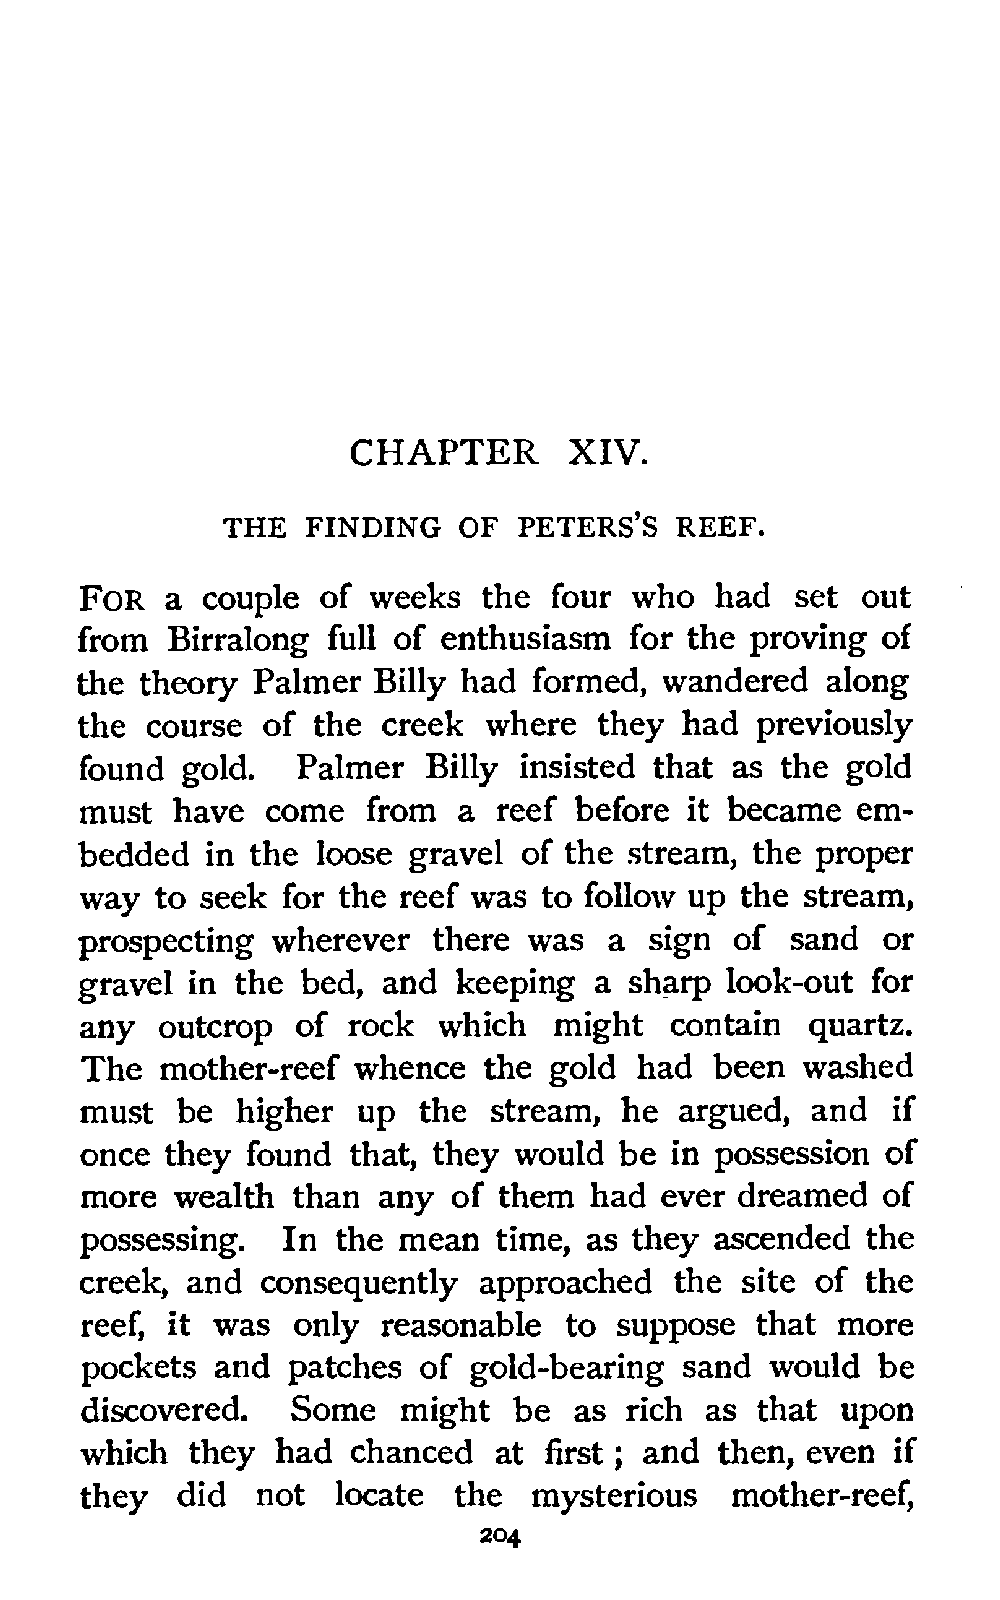 CHAPTER XIV.
THE FINDING OF PETERS'S REEF.
FOR a couple of weeks the four who had set out
from Birralong full of enthusiasm for the proving of
the theory Palmer Billy had formed, wandered along
the course of the creek where they had previously
found gold. Palmer Billy insisted that as the gold
must have come from a reef before it became em-
bedded in the loose gravel of the stream, the proper
way to seek for the reef was to follow up the stream,
prospecting wherever there was a sign of sand or
gravel in the bed, and keeping a sharp look-out for
any outcrop of rock which might contain quartz.
The mother-reef whence the gold had been washed
must be higher up the stream, he argued, and if
once they found that, they would be in possession of
more wealth than any of them had ever dreamed of
possessing. In the mean time, as they ascended the
creek, and consequently approached the site of the
reef, it was only reasonable to suppose that more
pockets and patches of gold-bearing sand would be
discovered. Some might be as rich as that upon
which they had chanced at first ; and then, even if
they did not locate the mysterious mother-reef,
204